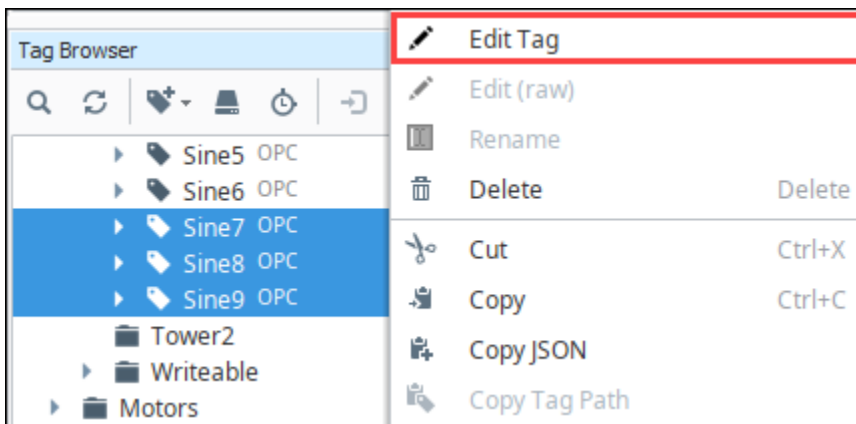 Tag Browser
Sine5 OPC
Sine6 OPC
Sine7 OPC
Sine8 OPC
Sine9 OPC
Tower2
Writeable
Motors
Edit Tag
Edit (raw)
Rename
Delete Delete
Cut Ctrl+X
Copy Ctrl+C
Copy JSON
Copy Tag Path